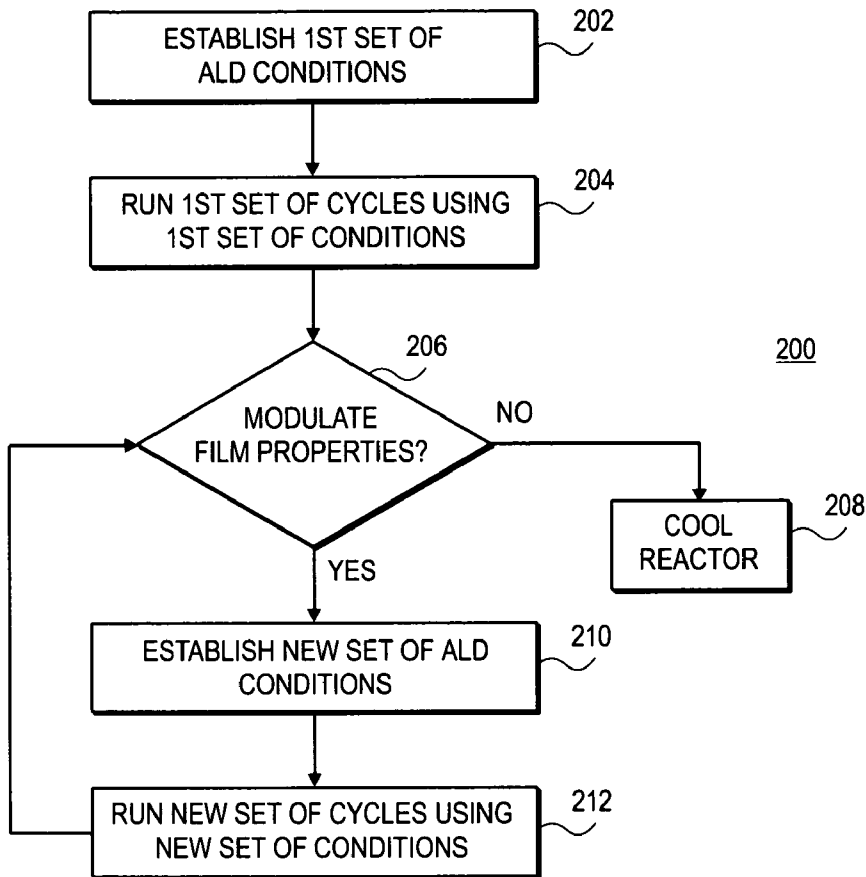 ESTABLISH 1ST SET OF
ALD CONDITIONS
202
RUN 1ST SET OF CYCLES USING
1ST SET OF CONDITIONS
204
206
200
MODULATE
FILM PROPERTIES?
NO
COOL
REACTOR
208
YES
ESTABLISH NEW SET OF ALD
CONDITIONS
210
RUN NEW SET OF CYCLES USING
NEW SET OF CONDITIONS
212